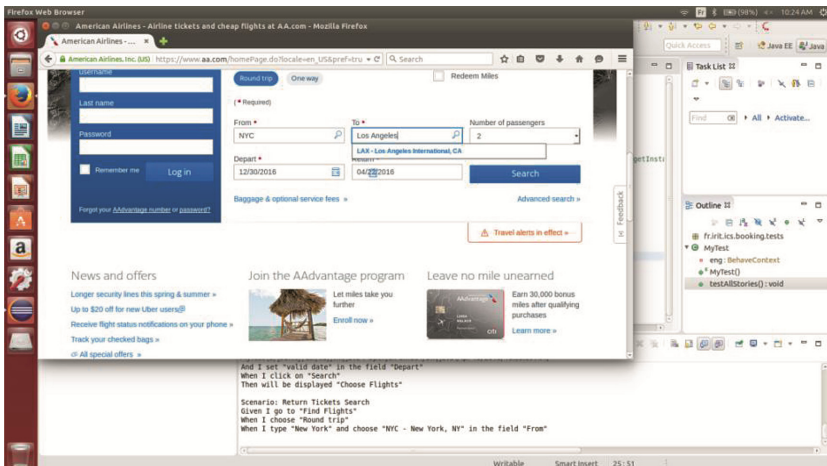 Firefox Web Browser
Fr
(98%)
10:24 AM
American Airlines - Airline tickets and cheap flights at AA.com - Mozilla Firefox
American Airlines - ...
American Airlines, Inc. (US)
https://www.aa.com/homePage.do?locale=en_US&pref=tru
Search
Quick Access
Java EE
Java
Username
Round trip
One way
Redeem Miles
Last name
(• Required)
From •
To •
Number of passengers
NYC
Los Angeles
2
Password
LAX - Los Angeles International, CA
Depart •
Return
Remember me
Log in
12/30/2016
Search
Baggage & optional service fees »
Advanced search »
Forgot your AAdvantage number or password?
Feedback
Travel alerts in effect »
News and offers
Join the AAdvantage program
Leave no mile unearned
Longer security lines this spring & summer »
Up to $20 off for new Uber users
Receive flight status notifications on your phone »
Track your checked bags »
All special offers »
Let miles take you
further
Enroll now »
AAdvantage
citi
Earn 30,000 bonus
miles after qualifying
purchases
Learn more »
Task List
Find
All
Activate...
getInsta
Outline
fr.irit.ics.booking.tests
MyTest
eng : BehaveContext
MyTest()
testAllStories() : void
And I set "valid date" in the field "Depart"
When I click on "Search"
Then will be displayed "Choose Flights"
Scenario: Return Tickets Search
Given I go to "Find Flights"
When I choose "Round trip"
When I type "New York" and choose "NYC - New York, NY" in the field "From"
Writable
Smart Insert
25 : 51